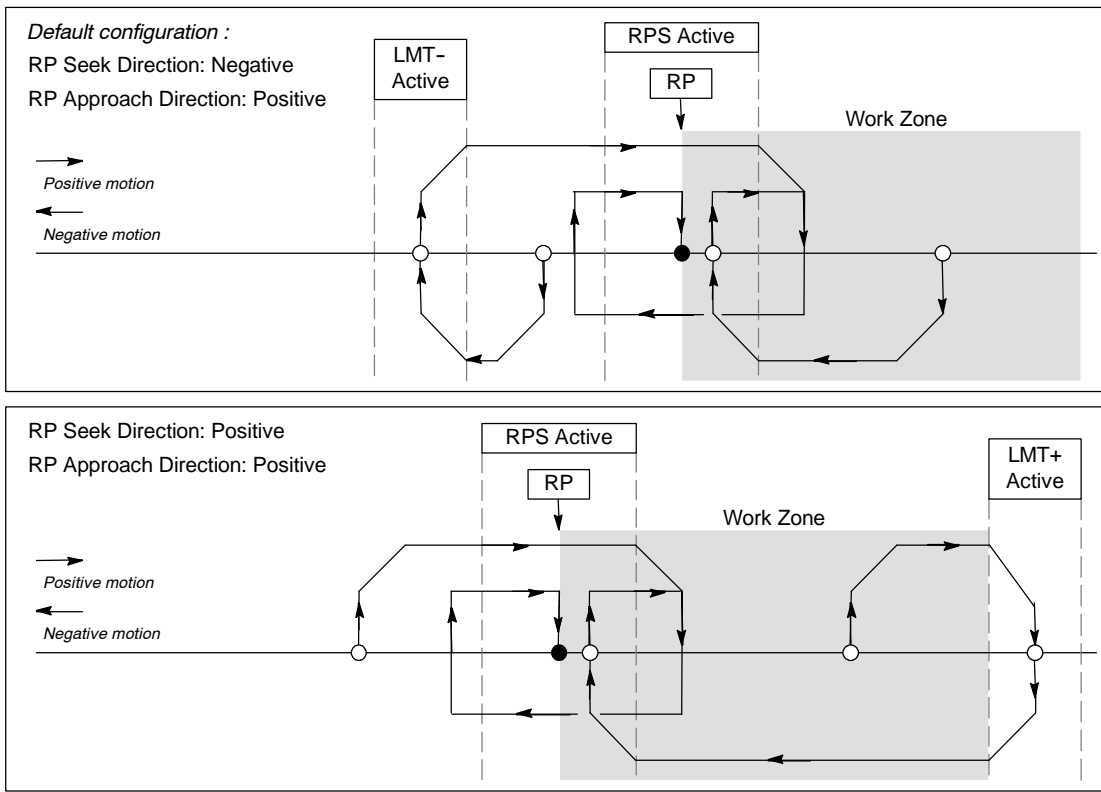 Default configuration :
RP Seek Direction: Negative
RP Approach Direction: Positive
LMT-
Active
RPS Active
RP
Work Zone
Positive motion
Negative motion
RP Seek Direction: Positive
RP Approach Direction: Positive
RPS Active
RP
LMT+
Active
Work Zone
Positive motion
Negative motion